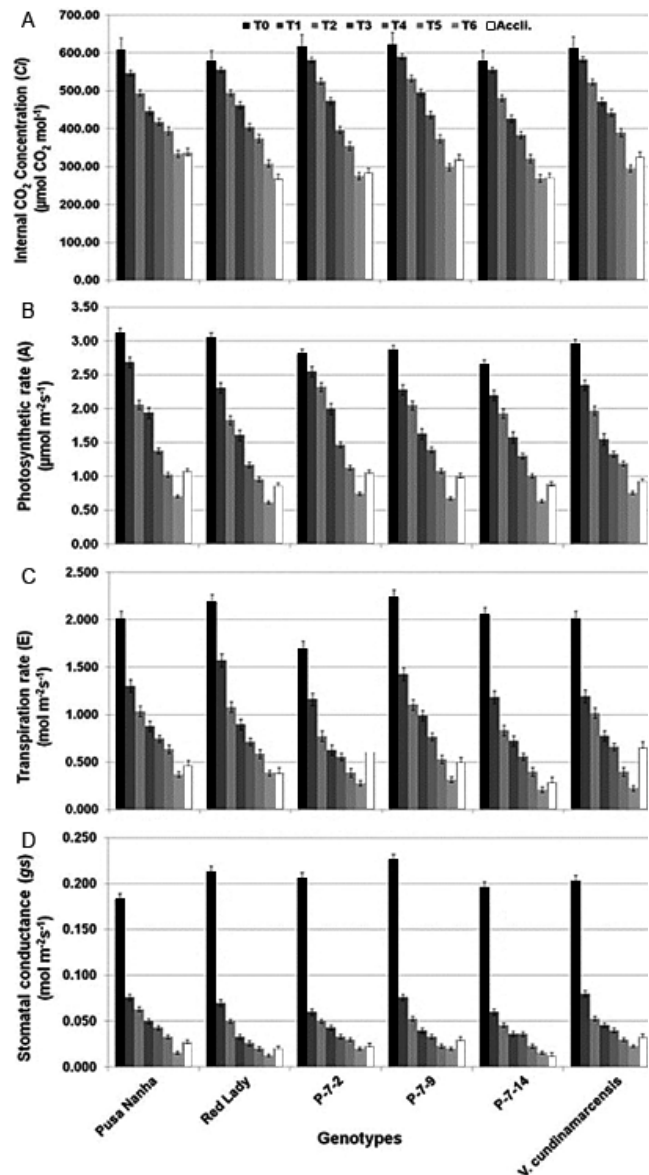 A
T0 T1 T2 T3 T4 T5 T6 Accli.
Internal CO2 Concentration (Ci)
(µmol CO2 mol-1)
700.00
600.00
500.00
400.00
300.00
200.00
100.00
0.00
B
Photosynthetic rate (A)
(µmol m-2s-1)
3.50
3.00
2.50
2.00
1.50
1.00
0.50
0.00
C
Transpiration rate (E)
(mol m-2s-1)
2.500
2.000
1.500
1.000
0.500
0.000
D
Stomatal conductance (gs)
(mol m-2s-1)
0.250
0.200
0.150
0.100
0.050
0.000
Pusa Nanha
Red Lady
P-7-2
P-7-9
P-7-14
V. cundinamarcensis
Genotypes